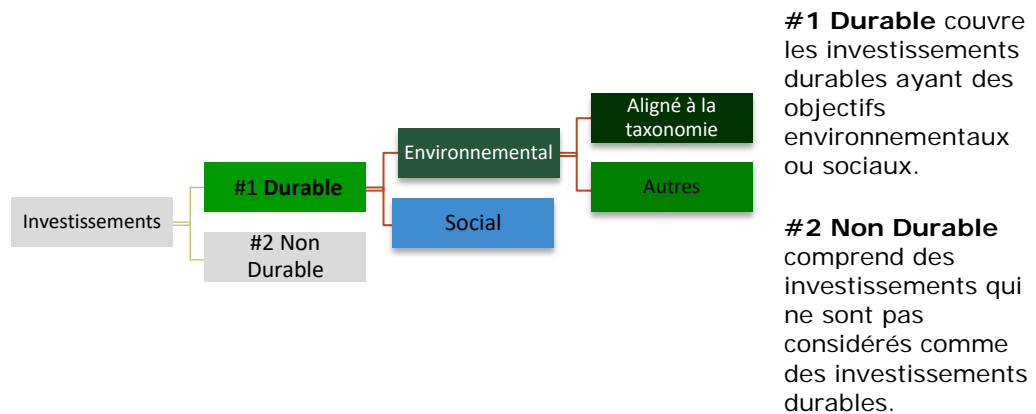 Investissements
#1 Durable
#2 Non
Durable
Environnemental
Social
Aligné à la
taxonomie
Autres
#1 Durable couvre
les investissements
durables ayant des
objectifs
environnementaux
ou sociaux.
#2 Non Durable
comprend des
investissements qui
ne sont pas
considérés comme
des investissements
durables.